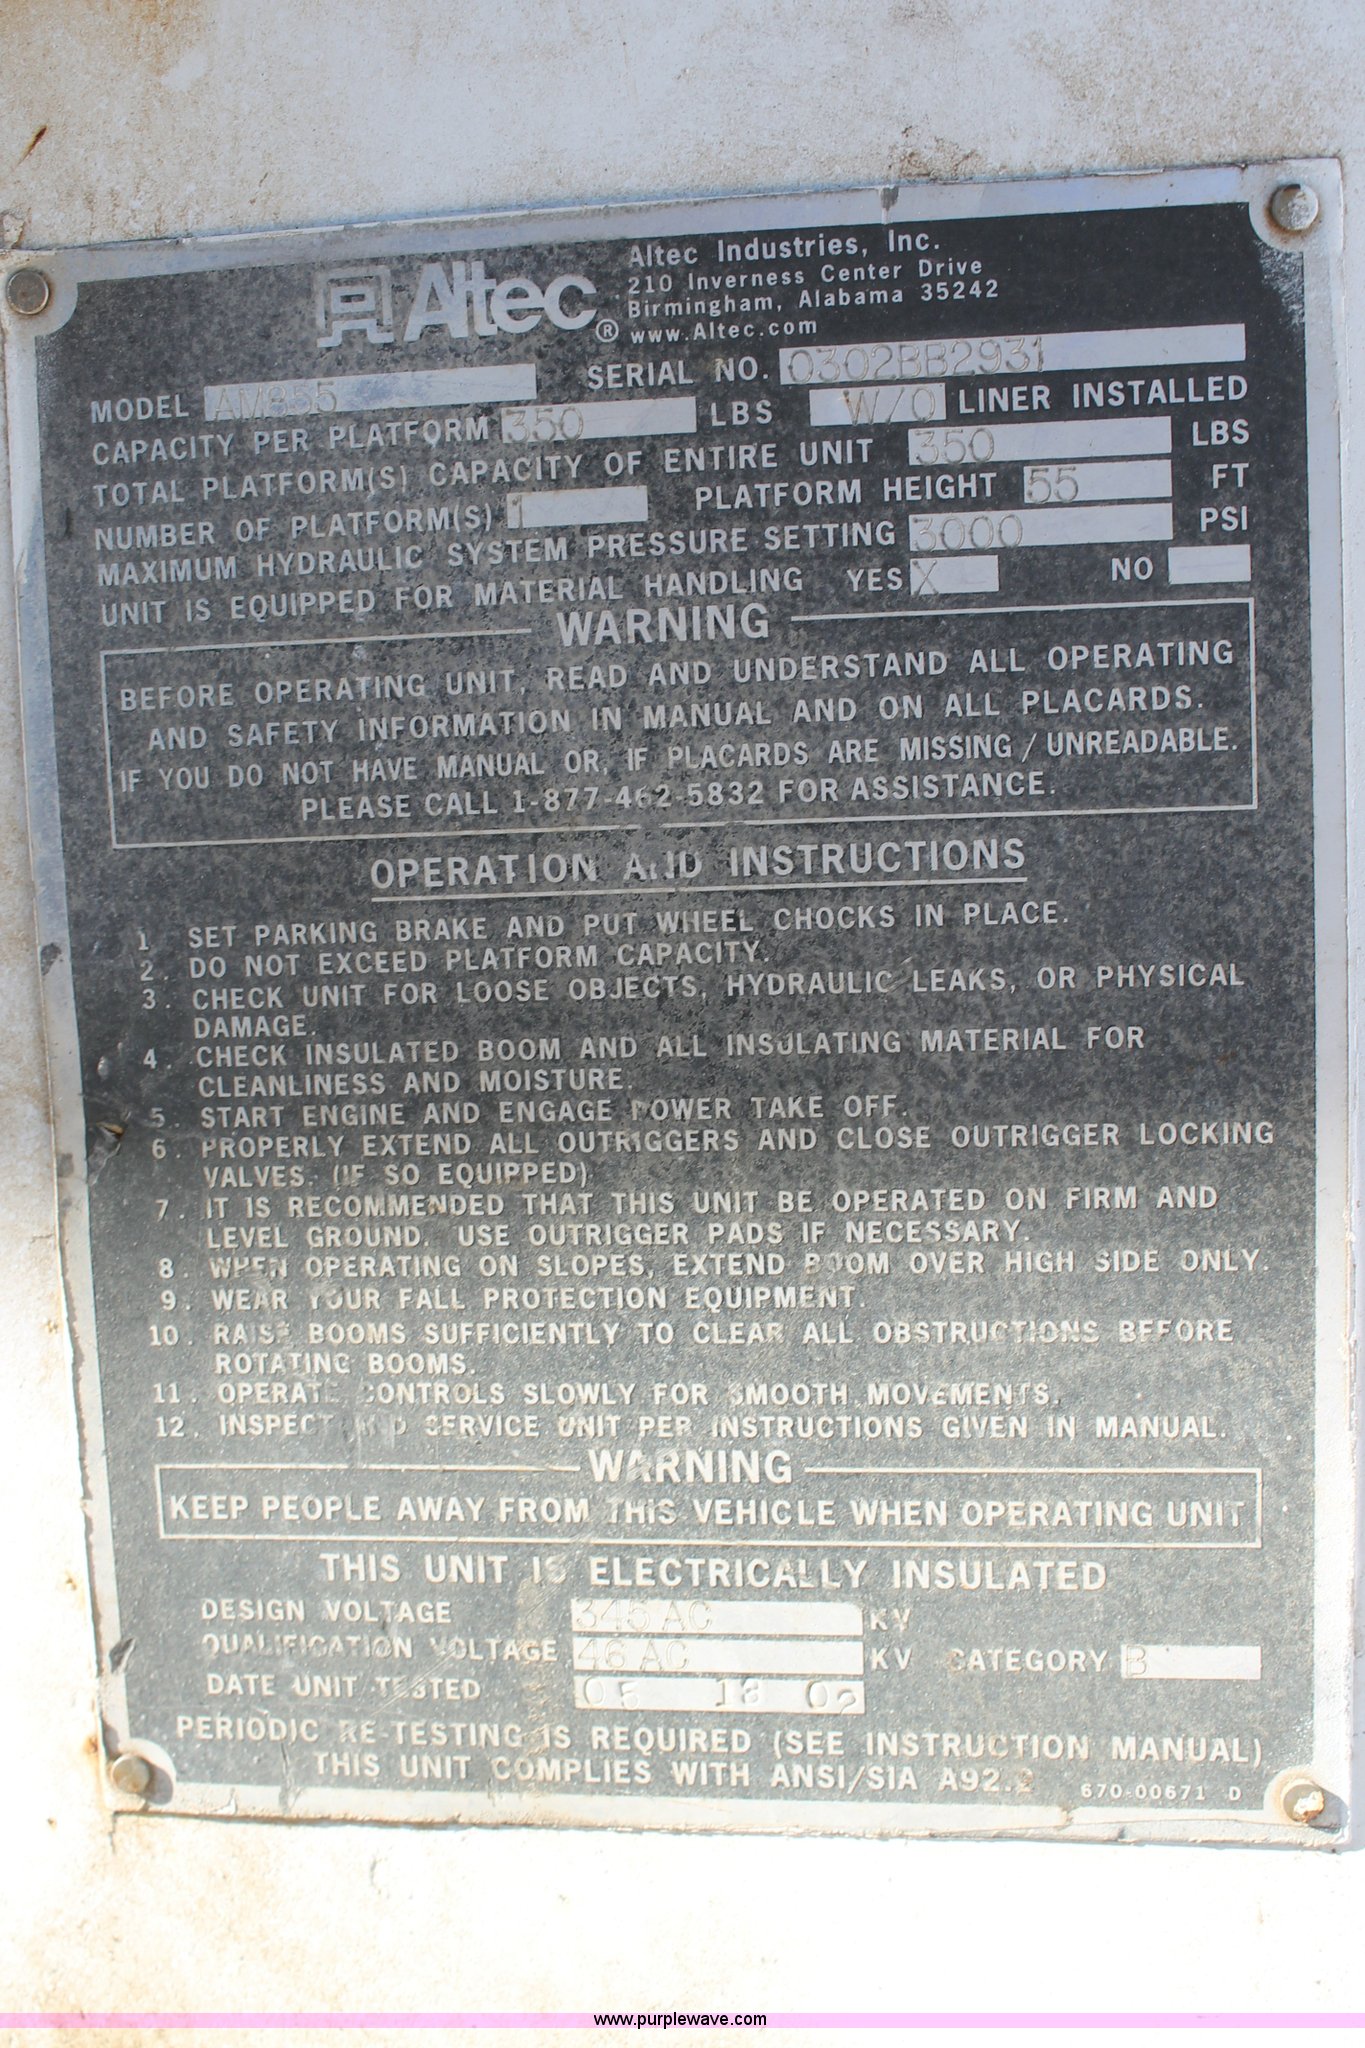 Altec Industries, Inc.
210 Inverness Center Drive
Birmingham, Alabama 35242
www.Altec.com
Altec®
MODEL AM855 SERIAL NO. 0302BB2931
CAPACITY PER PLATFORM 350 LBS W/O LINER INSTALLED
TOTAL PLATFORM(S) CAPACITY OF ENTIRE UNIT 350 LBS
NUMBER OF PLATFORM(S) 1 PLATFORM HEIGHT 55 FT
MAXIMUM HYDRAULIC SYSTEM PRESSURE SETTING 3000 PSI
UNIT IS EQUIPPED FOR MATERIAL HANDLING YES X NO
WARNING
BEFORE OPERATING UNIT, READ AND UNDERSTAND ALL OPERATING
AND SAFETY INFORMATION IN MANUAL AND ON ALL PLACARDS.
IF YOU DO NOT HAVE MANUAL OR, IF PLACARDS ARE MISSING / UNREADABLE.
PLEASE CALL 1-877-462-5832 FOR ASSISTANCE.
OPERATION AND INSTRUCTIONS
1 SET PARKING BRAKE AND PUT WHEEL CHOCKS IN PLACE.
2. DO NOT EXCEED PLATFORM CAPACITY.
3. CHECK UNIT FOR LOOSE OBJECTS, HYDRAULIC LEAKS, OR PHYSICAL
DAMAGE.
4. CHECK INSULATED BOOM AND ALL INSULATING MATERIAL FOR
CLEANLINESS AND MOISTURE.
5. START ENGINE AND ENGAGE POWER TAKE OFF.
6. PROPERLY EXTEND ALL OUTRIGGERS AND CLOSE OUTRIGGER LOCKING
VALVES. (IF SO EQUIPPED)
7. IT IS RECOMMENDED THAT THIS UNIT BE OPERATED ON FIRM AND
LEVEL GROUND. USE OUTRIGGER PADS IF NECESSARY.
8. WHEN OPERATING ON SLOPES, EXTEND BOOM OVER HIGH SIDE ONLY.
9. WEAR YOUR FALL PROTECTION EQUIPMENT.
10. RAISE BOOMS SUFFICIENTLY TO CLEAR ALL OBSTRUCTIONS BEFORE
ROTATING BOOMS.
11. OPERATE CONTROLS SLOWLY FOR SMOOTH MOVEMENTS.
12. INSPECT AND SERVICE UNIT PER INSTRUCTIONS GIVEN IN MANUAL.
WARNING
KEEP PEOPLE AWAY FROM THIS VEHICLE WHEN OPERATING UNIT
THIS UNIT IS ELECTRICALLY INSULATED
DESIGN VOLTAGE 345 AC KV
QUALIFICATION VOLTAGE 46 AC KV CATEGORY B
DATE UNIT TESTED 18
PERIODIC RE-TESTING IS REQUIRED (SEE INSTRUCTION MANUAL)
THIS UNIT COMPLIES WITH ANSI/SIA A92.2 670-00671 D
www.purplewave.com